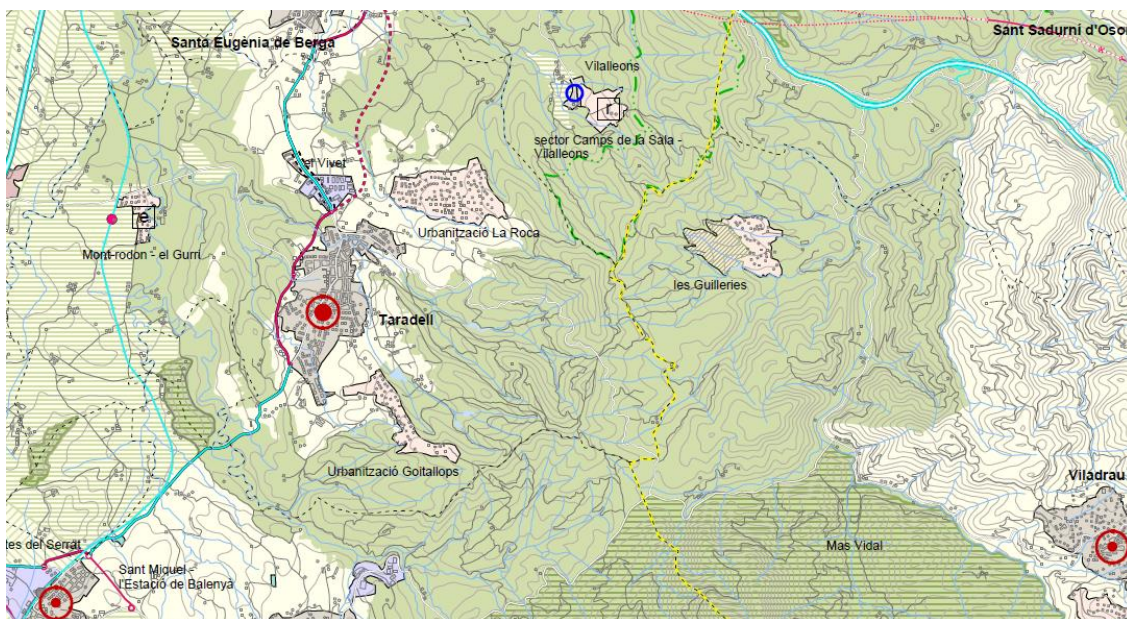 Santa Eugènia de Berga
Sant Sadurní d'Osor
Vilalleons
r
sector Camps de la Sala -
Vilalleons
el Vivet
e
Urbanització La Roca
Mont-rodon - el Gurri
les Guilleries
Taradell
Urbanització Goitallops
Viladrau
Mas Vidal
tes del Serrat
Sant Miquel -
l'Estació de Balenyà